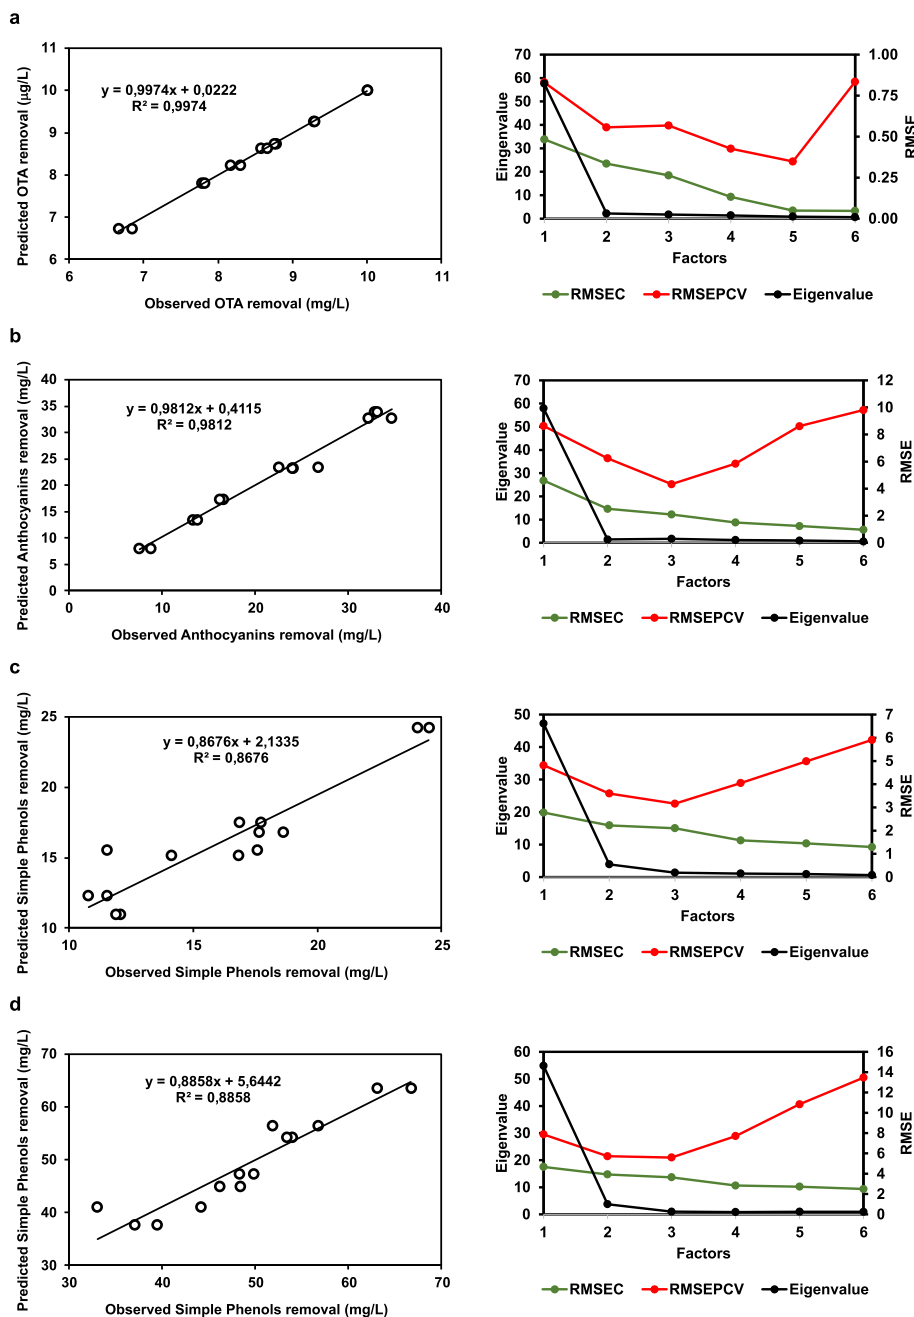 a
Predicted OTA removal (µg/L)
11
10
9
8
7
6
y = 0,9974x + 0,0222
R² = 0,9974
6 7 8 9 10 11
Observed OTA removal (mg/L)
Eingenvalue
70
60
50
40
30
20
10
0
1.00
0.75
0.50
0.25
0.00
RMSE
1 2 3 4 5 6
Factors
RMSEC RMSEPCV Eigenvalue
b
Predicted Anthocyanins removal (mg/L)
40
35
30
25
20
15
10
5
0
y = 0,9812x + 0,4115
R² = 0,9812
0 10 20 30 40
Observed Anthocyanins removal (mg/L)
Eigenvalue
70
60
50
40
30
20
10
0
12
10
8
6
4
2
0
RMSE
1 2 3 4 5 6
Factors
RMSEC RMSEPCV Eigenvalue
c
Predicted Simple Phenols removal (mg/L)
25
20
15
10
y = 0,8676x + 2,1335
R² = 0,8676
10 15 20 25
Observed Simple Phenols removal (mg/L)
Eigenvalue
50
40
30
20
10
0
7
6
5
4
3
2
1
0
RMSE
1 2 3 4 5 6
Factors
RMSEC RMSEPCV Eigenvalue
d
Predicted Simple Phenols removal (mg/L)
70
60
50
40
30
y = 0,8858x + 5,6442
R² = 0,8858
30 40 50 60 70
Observed Simple Phenols removal (mg/L)
Eigenvalue
60
50
40
30
20
10
0
16
14
12
10
8
6
4
2
0
RMSE
1 2 3 4 5 6
Factors
RMSEC RMSEPCV Eigenvalue